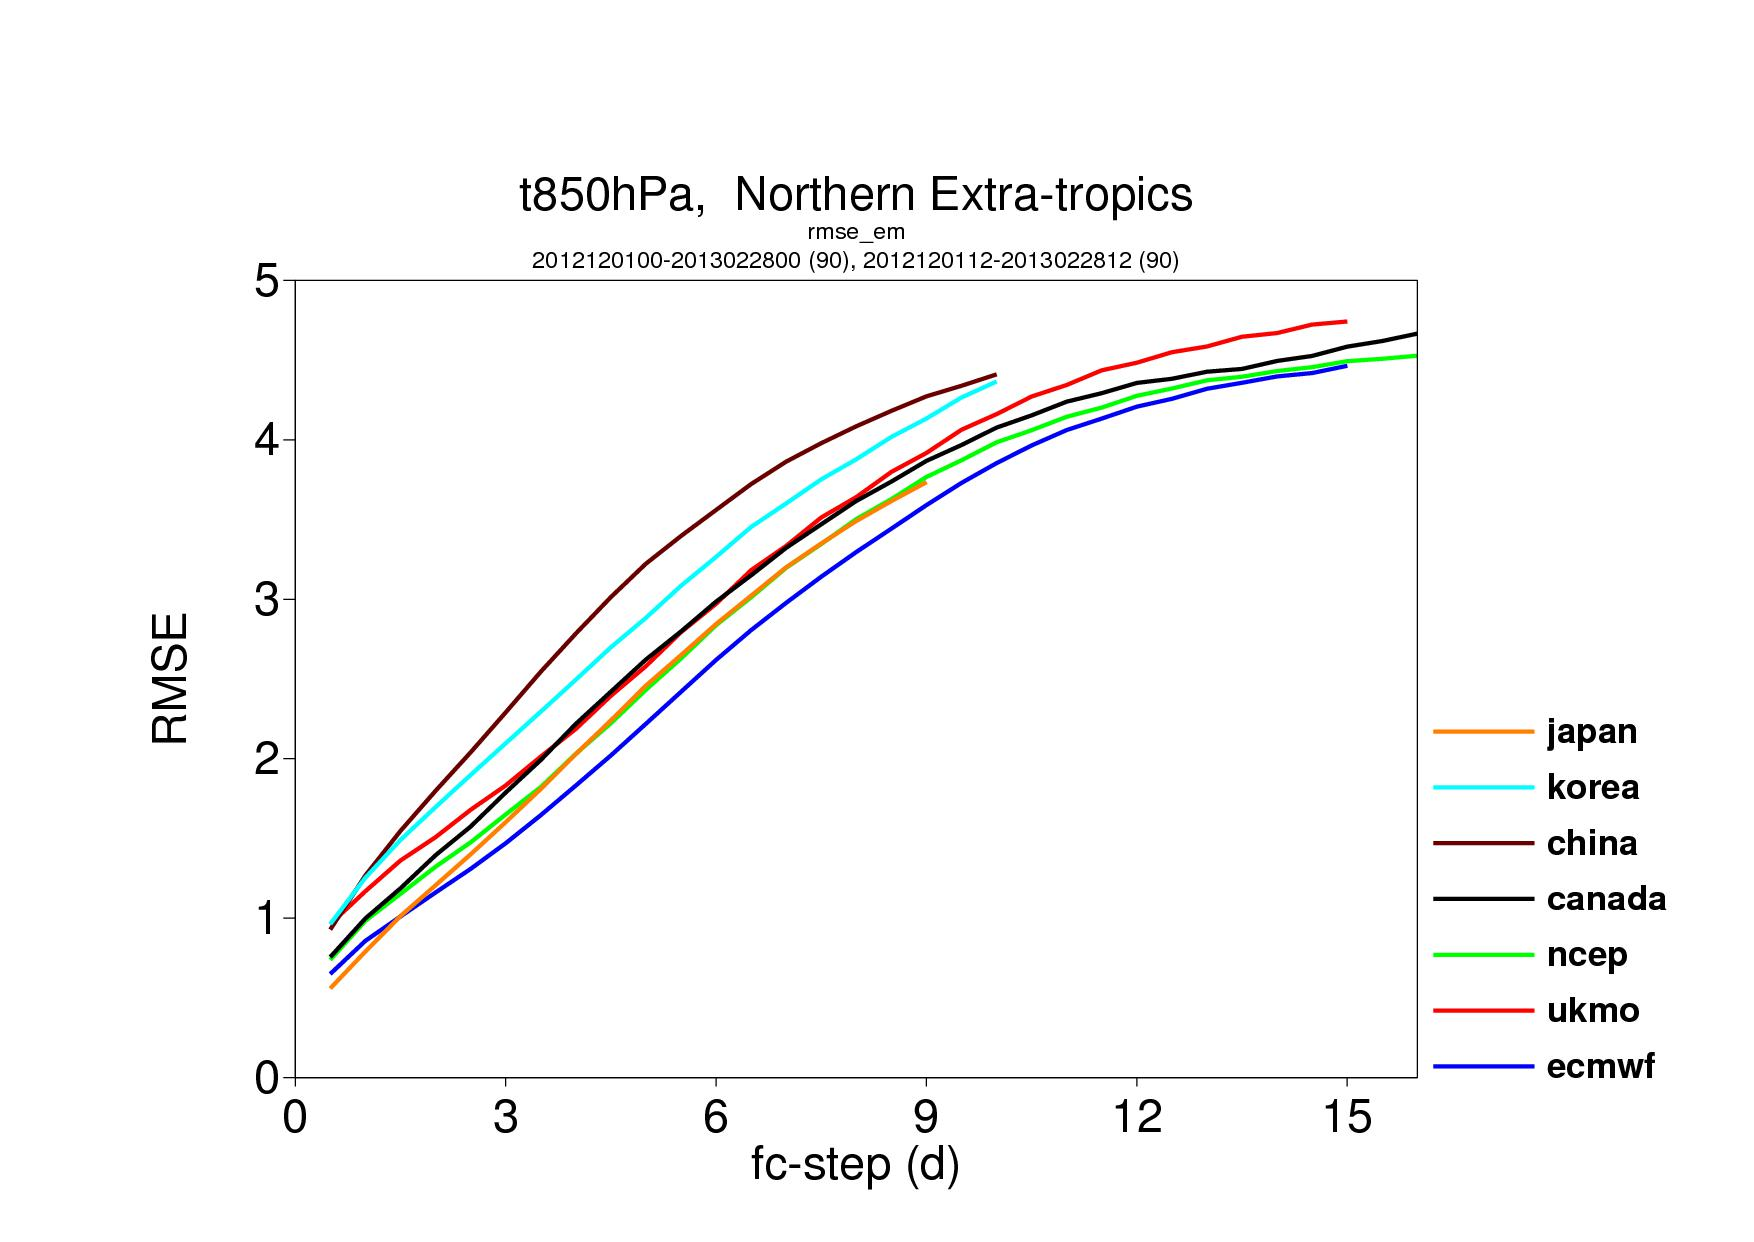 t850hPa, Northern Extra-tropics
rmse_em
2012120100-2013022800 (90), 2012120112-2013022812 (90)
5
4
3
2
1
0
RMSE
0 3 6 9 12 15
fc-step (d)
japan
korea
china
canada
ncep
ukmo
ecmwf